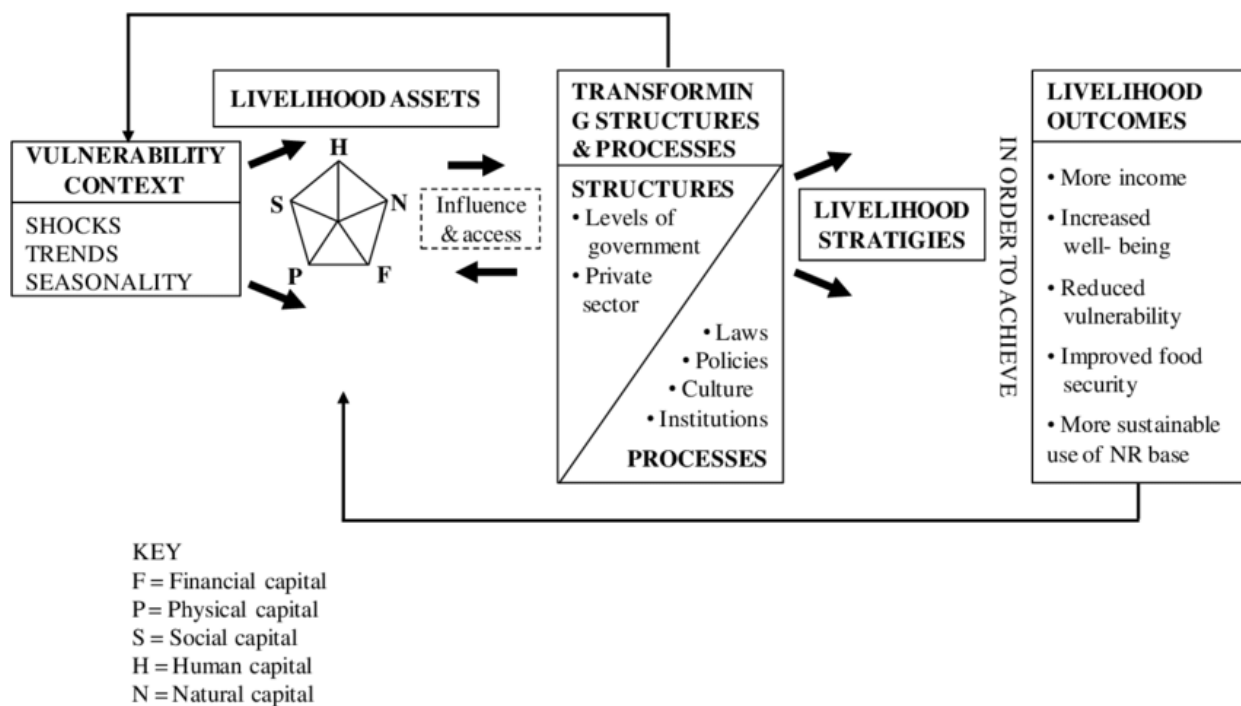 LIVELIHOOD ASSETS
VULNERABILITY
CONTEXT
SHOCKS
TRENDS
SEASONALITY
H
S
N
P
F
Influence
& access
TRANSFORMIN
G STRUCTURES
& PROCESSES
STRUCTURES
• Levels of
government
• Private
sector
• Laws
• Policies
• Culture
• Institutions
PROCESSES
LIVELIHOOD
STRATIGIES
IN ORDER TO ACHIEVE
LIVELIHOOD
OUTCOMES
• More income
• Increased
well- being
• Reduced
vulnerability
• Improved food
security
• More sustainable
use of NR base
KEY
F = Financial capital
P = Physical capital
S = Social capital
H = Human capital
N = Natural capital